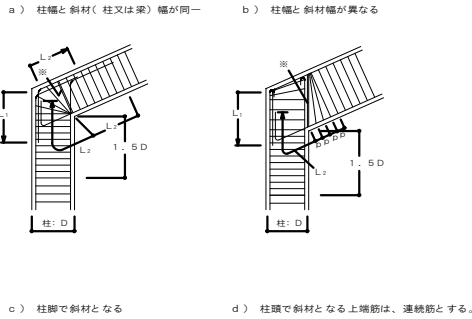 ａ） 柱幅と斜材（柱又は梁）幅が同一
ｂ） 柱幅と斜材幅が異なる
L₂
※
L₁
L₂
L₂
１．５Ｄ
柱：Ｄ
※
L₁
P P P P
１．５Ｄ
L₂
柱：Ｄ
ｃ） 柱脚で斜材となる
ｄ） 柱頭で斜材となる上端筋は、連続筋とする。